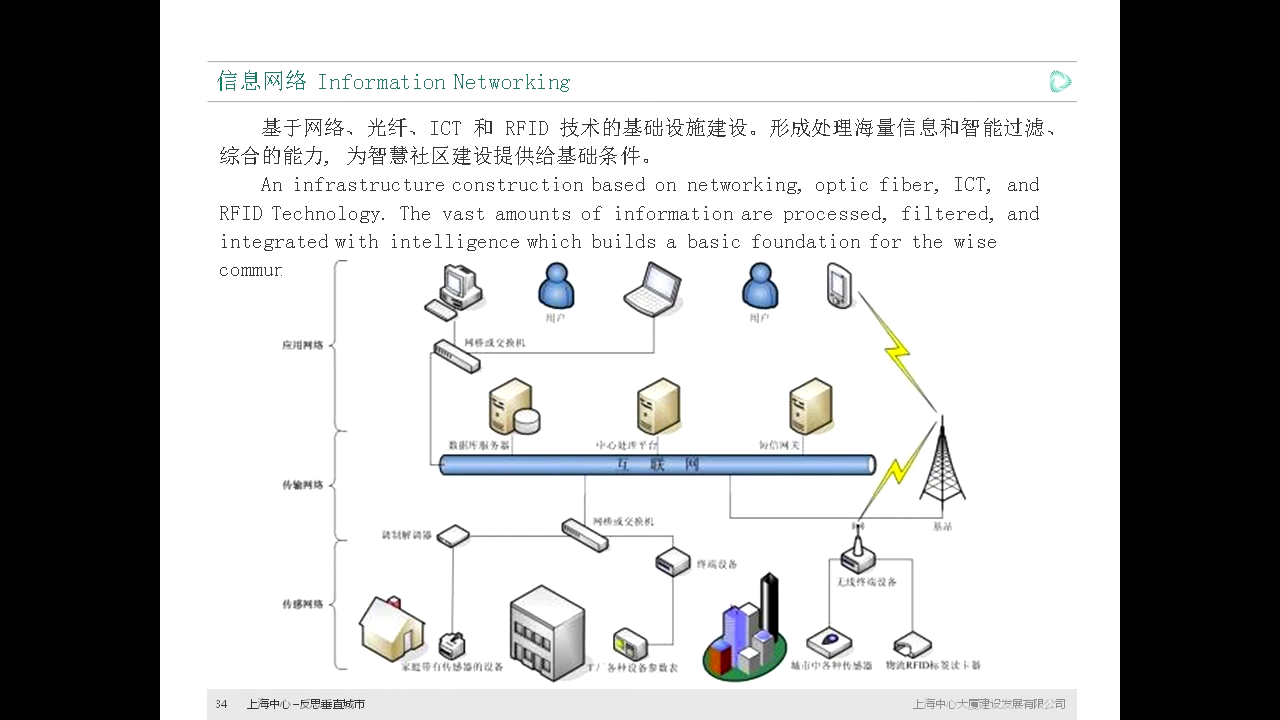 信息网络 Information Networking
基于网络、光纤、ICT 和 RFID 技术的基础设施建设。形成处理海量信息和智能过滤、
综合的能力, 为智慧社区建设提供给基础条件。
An infrastructure construction based on networking, optic fiber, ICT, and
RFID Technology. The vast amounts of information are processed, filtered, and
integrated with intelligence which builds a basic foundation for the wise
用户
用户
网桥或交换机
应用网络
数据库服务器
中心处理平台
短信网关
互 联 网
传输网络
网桥或交换机
基站
调制解调器
终端设备
无线终端设备
传感网络
家庭带有传感器的设备
工厂各种设备参数表
城市中各种传感器
物流RFID标签读卡器
34 上海中心-反思垂直城市
上海中心大厦建设发展有限公司